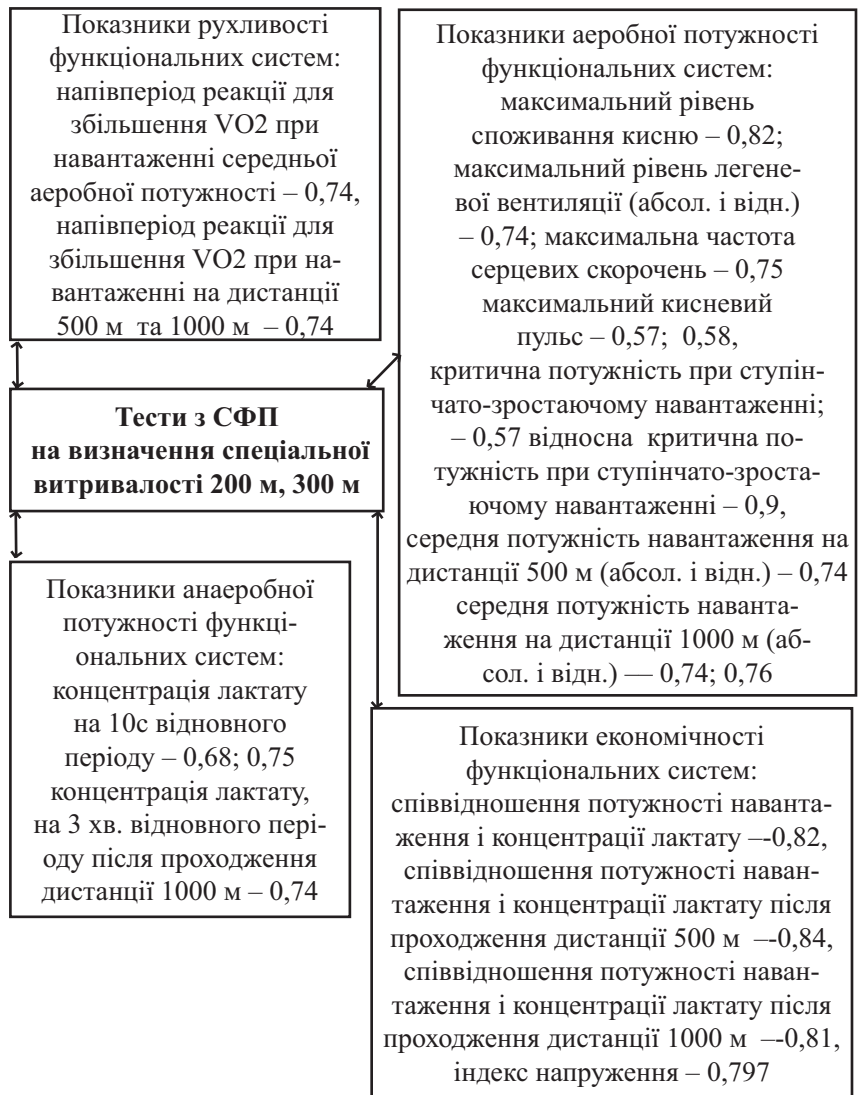 Показники рухливості
функціональних систем:
напівперіод реакції для
збільшення VO2 при
навантаженні середньої
аеробної потужності – 0,74,
напівперіод реакції для
збільшення VO2 при на-
вантаженні на дистанції
500 м та 1000 м – 0,74
Показники аеробної потужності
функціональних систем:
максимальний рівень
споживання кисню – 0,82;
максимальний рівень легене-
вої вентиляції (абсол. і відн.)
– 0,74; максимальна частота
серцевих скорочень – 0,75
максимальний кисневий
пульс – 0,57; 0,58,
критична потужність при ступін-
чато-зростаючому навантаженні;
– 0,57 відносна критична по-
тужність при ступінчато-зроста-
ючому навантаженні – 0,9,
середня потужність навантаження на
дистанції 500 м (абсол. і відн.) – 0,74
середня потужність наванта-
ження на дистанції 1000 м (аб-
сол. і відн.) — 0,74; 0,76
Тести з СФП
на визначення спеціальної
витривалості 200 м, 300 м
Показники анаеробної
потужності функці-
ональних систем:
концентрація лактату
на 10с відновного
періоду – 0,68; 0,75
концентрація лактату,
на 3 хв. відновного пері-
оду після проходження
дистанції 1000 м – 0,74
Показники економічності
функціональних систем:
співвідношення потужності наванта-
ження і концентрації лактату –-0,82,
співвідношення потужності наван-
таження і концентрації лактату після
проходження дистанції 500 м –-0,84,
співвідношення потужності наван-
таження і концентрації лактату після
проходження дистанції 1000 м –-0,81,
індекс напруження – 0,797